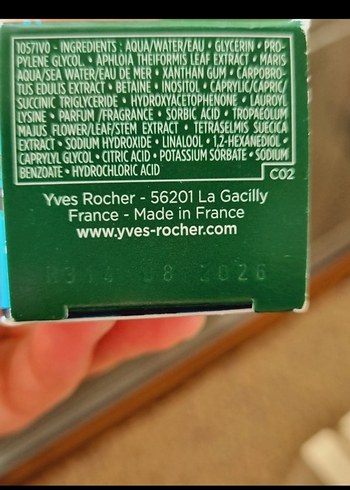 10571V0 - INGREDIENTS : AQUA/WATER/EAU • GLYCERIN • PRO-
PYLENE GLYCOL • APHLOIA THEIFORMIS LEAF EXTRACT • MARIS
AQUA/SEA WATER/EAU DE MER • XANTHAN GUM • CARPOBRO-
TUS EDULIS EXTRACT • BETAINE • INOSITOL • CAPRYLIC/CAPRIC
SUCCINIC TRIGLYCERIDE • HYDROXYACETOPHENONE • LAUROYL
LYSINE • PARFUM /FRAGRANCE • SORBIC ACID • TROPAEOLUM
MAJUS FLOWER/LEAF/STEM EXTRACT • TETRASELMIS SUECICA
EXTRACT • SODIUM HYDROXIDE • LINALOOL • 1,2-HEXANEDIOL •
CAPRYLYL GLYCOL • CITRIC ACID • POTASSIUM SORBATE • SODIUM
BENZOATE • HYDROCHLORIC ACID
C02
Yves Rocher - 56201 La Gacilly
France - Made in France
www.yves-rocher.com
08 2026